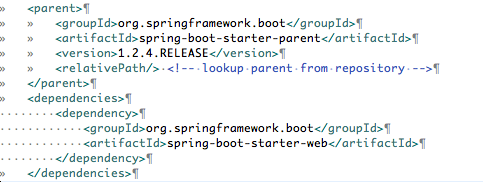 <parent>
<groupId>org.springframework.boot</groupId>
<artifactId>spring-boot-starter-parent</artifactId>
<version>1.2.4.RELEASE</version>
<relativePath/> <!-- lookup parent from repository -->
</parent>
<dependencies>
<dependency>
<groupId>org.springframework.boot</groupId>
<artifactId>spring-boot-starter-web</artifactId>
</dependency>
</dependencies>